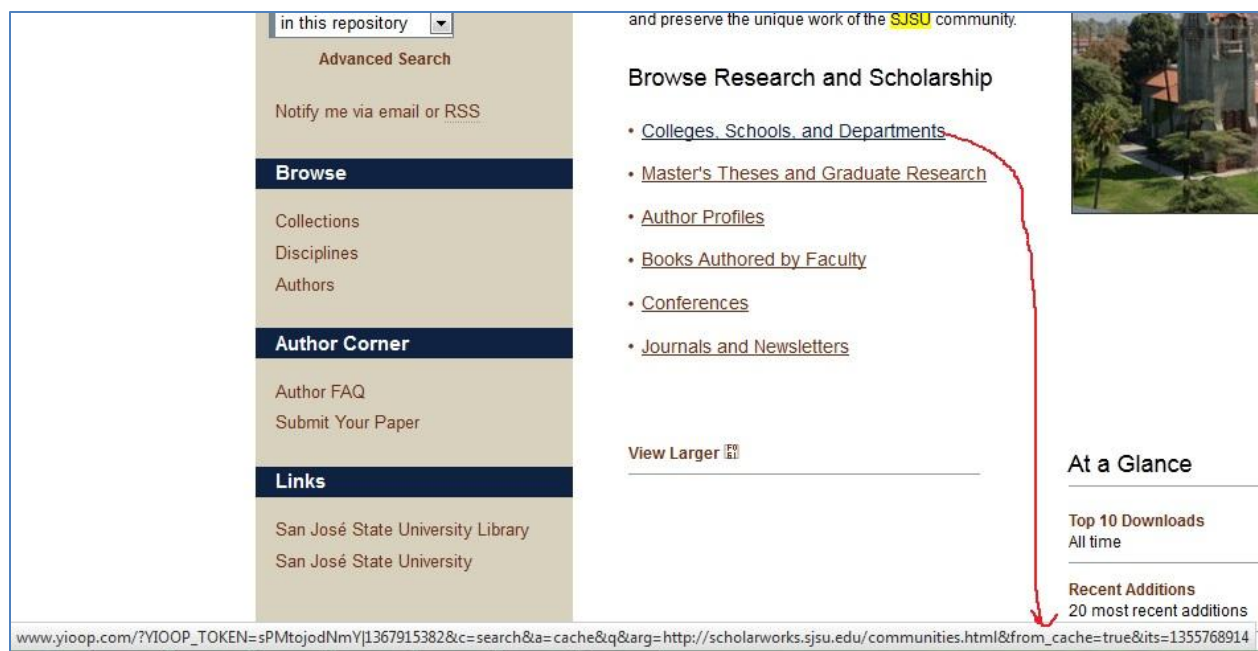 in this repository
Advanced Search
Notify me via email or RSS
Browse
Collections
Disciplines
Authors
Author Corner
Author FAQ
Submit Your Paper
Links
San José State University Library
San José State University
and preserve the unique work of the SJSU community.
Browse Research and Scholarship
• Colleges, Schools, and Departments
• Master's Theses and Graduate Research
• Author Profiles
• Books Authored by Faculty
• Conferences
• Journals and Newsletters
View Larger
At a Glance
Top 10 Downloads
All time
Recent Additions
20 most recent additions
www.yioop.com/?YIOOP_TOKEN=sPMtojodNmY|1367915382&c=search&a=cache&q&arg=http://scholarworks.sjsu.edu/communities.html&from_cache=true&its=1355768914